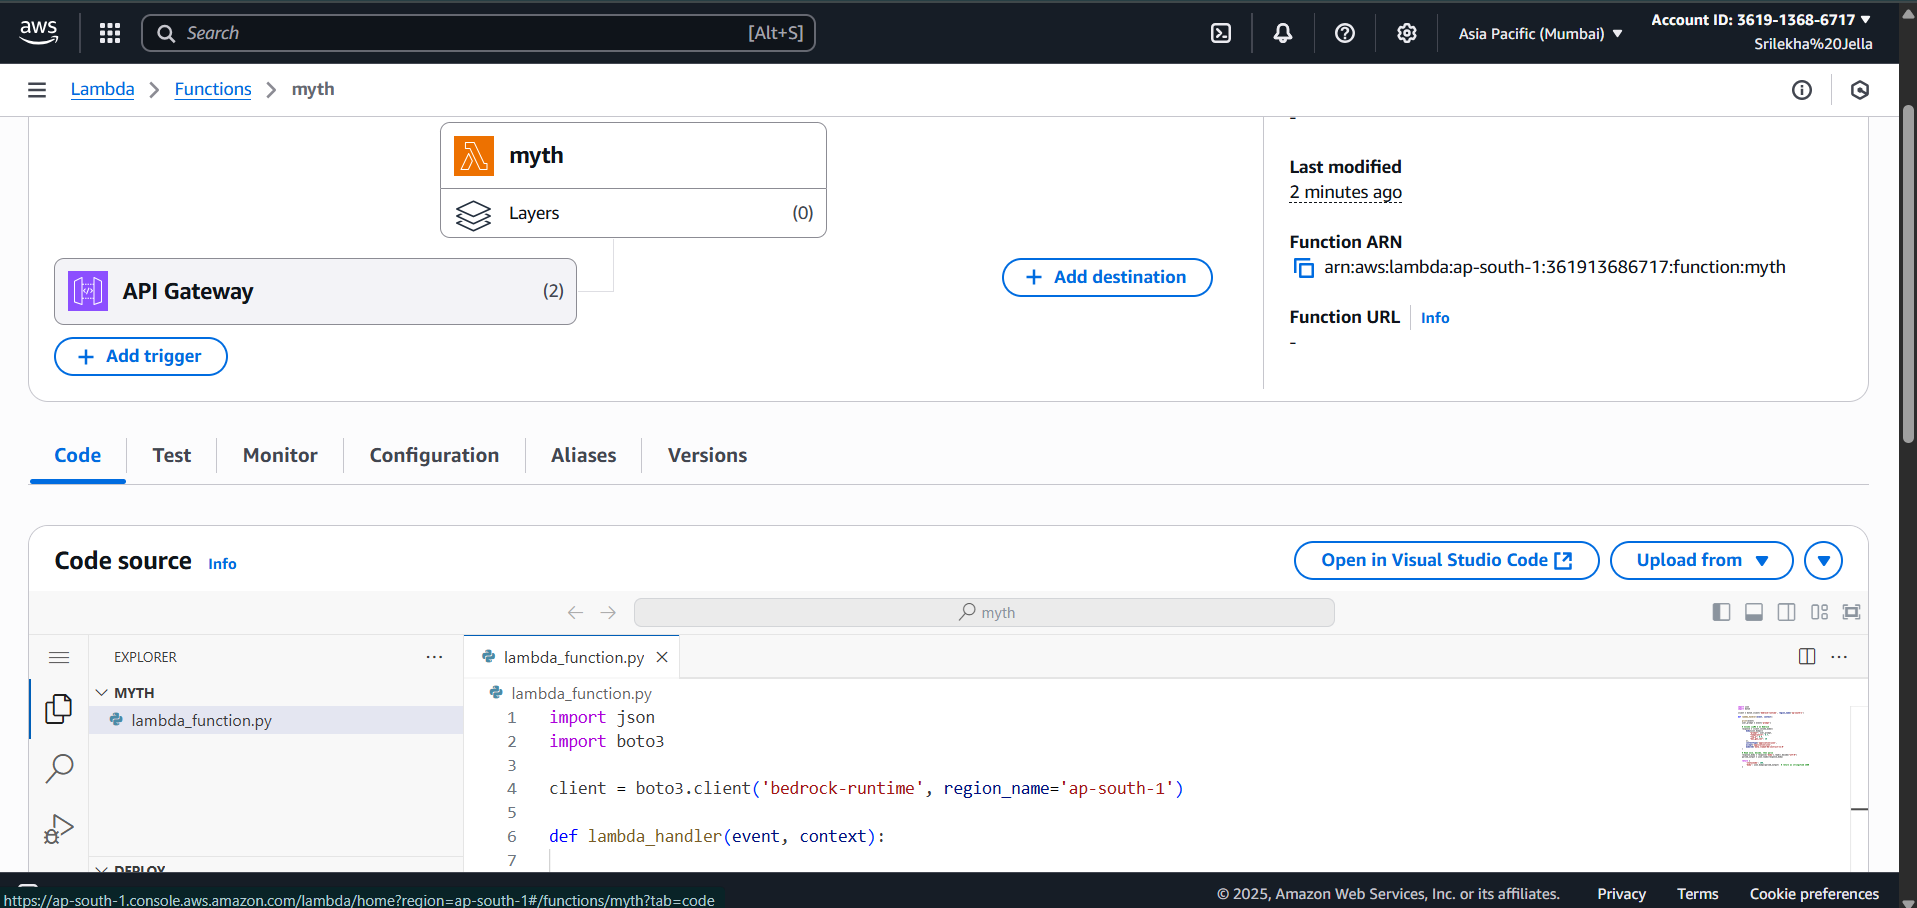 aws
Search
[Alt+S]
Asia Pacific (Mumbai) ▼
Account ID: 3619-1368-6717 ▼
Srilekha%20Jella
Lambda > Functions > myth
myth
Layers (0)
API Gateway (2)
+ Add trigger
+ Add destination
-
Last modified
2 minutes ago
Function ARN
arn:aws:lambda:ap-south-1:361913686717:function:myth
Function URL | Info
-
Code
Test
Monitor
Configuration
Aliases
Versions
Code source Info
Open in Visual Studio Code
Upload from ▼
myth
EXPLORER ...
MYTH
lambda_function.py
DEPLOY
lambda_function.py ×
lambda_function.py
1 import json
2 import boto3
3
4 client = boto3.client('bedrock-runtime', region_name='ap-south-1')
5
6 def lambda_handler(event, context):
7
https://ap-south-1.console.aws.amazon.com/lambda/home?region=ap-south-1#/functions/myth?tab=code
© 2025, Amazon Web Services, Inc. or its affiliates.
Privacy
Terms
Cookie preferences